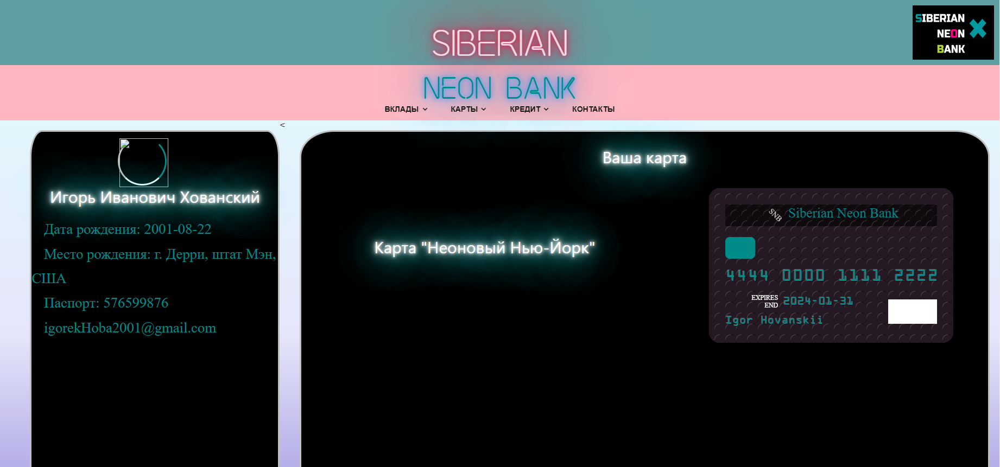 SIBERIAN
NEON BANK
SIBERIAN
NEON
BANK
ВКЛАДЫ КАРТЫ КРЕДИТ КОНТАКТЫ
<
Игорь Иванович Хованский
Дата рождения: 2001-08-22
Место рождения: г. Дерри, штат Мэн,
США
Паспорт: 576599876
igorekHoba2001@gmail.com
Ваша карта
Карта "Неоновый Нью-Йорк"
SNB Siberian Neon Bank
4444 0000 1111 2222
EXPIRES
END 2024-01-31
Igor Hovanskii